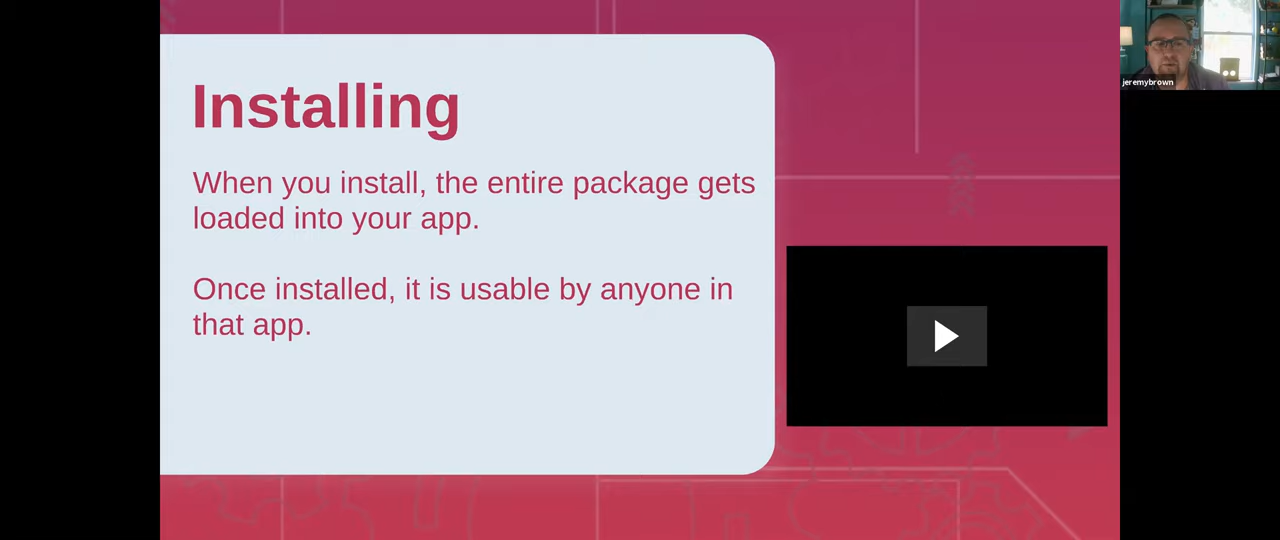 Installing
When you install, the entire package gets
loaded into your app.
Once installed, it is usable by anyone in
that app.
jeremybrown